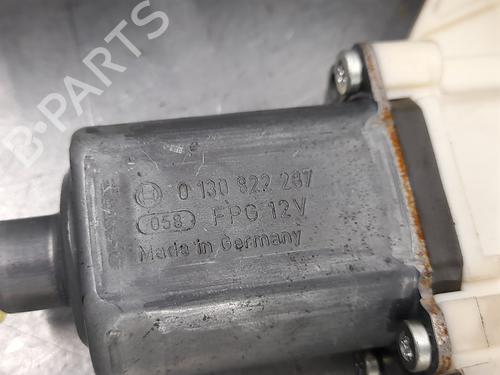 0 130 822 287
058 FPG 12V
Made in Germany
B-PARTS